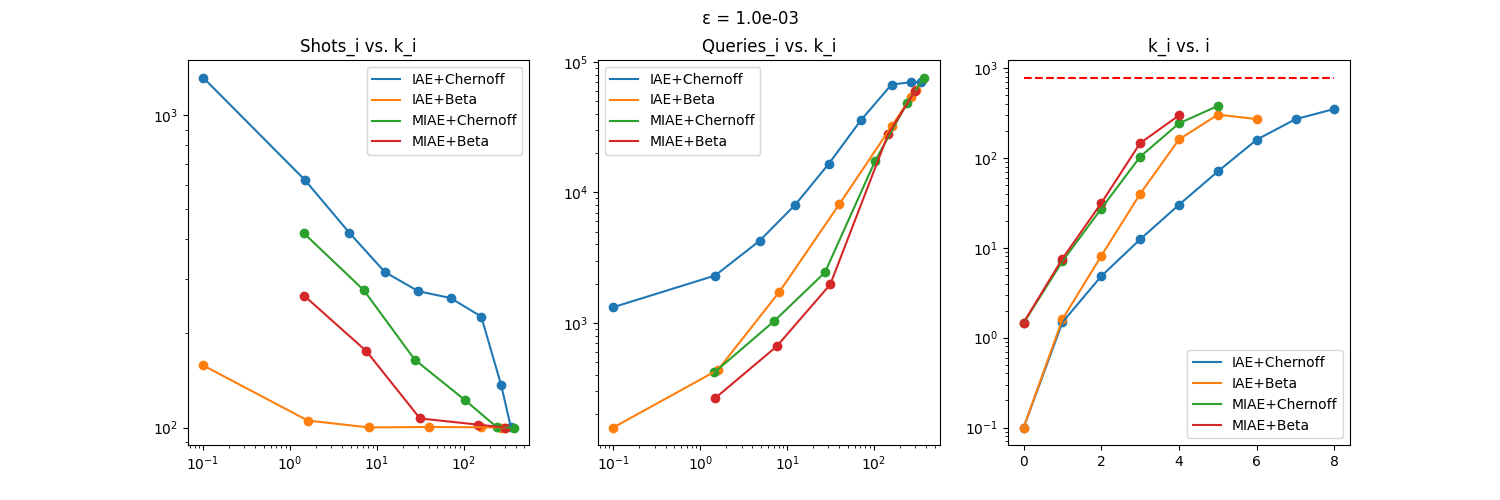 ε = 1.0e-03
Shots_i vs. k_i
IAE+Chernoff
IAE+Beta
MIAE+Chernoff
MIAE+Beta
10³
10²
10⁻¹
10⁰
10¹
10²
Queries_i vs. k_i
IAE+Chernoff
IAE+Beta
MIAE+Chernoff
MIAE+Beta
10⁵
10⁴
10³
10⁻¹
10⁰
10¹
10²
k_i vs. i
10³
10²
10¹
10⁰
10⁻¹
IAE+Chernoff
IAE+Beta
MIAE+Chernoff
MIAE+Beta
0
2
4
6
8